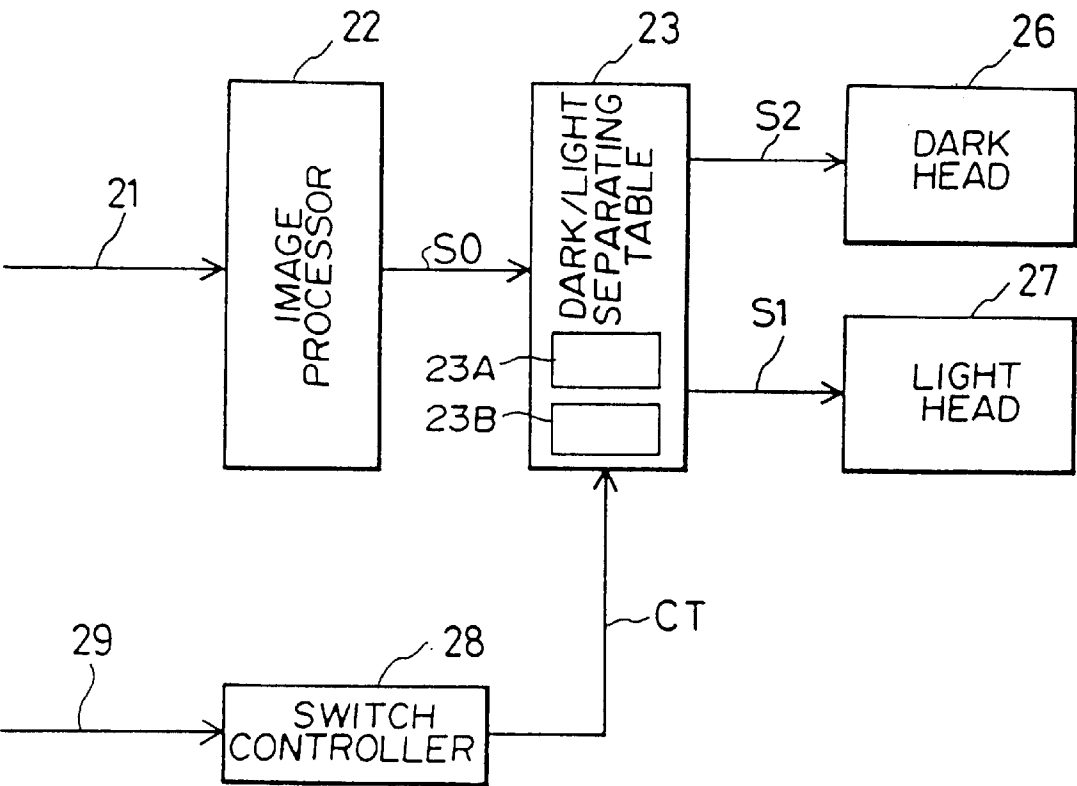 22
23
26
21
IMAGE
PROCESSOR
S0
DARK/LIGHT
SEPARATING
TABLE
23A
23B
S2
DARK
HEAD
S1
27
LIGHT
HEAD
CT
29
28
SWITCH
CONTROLLER